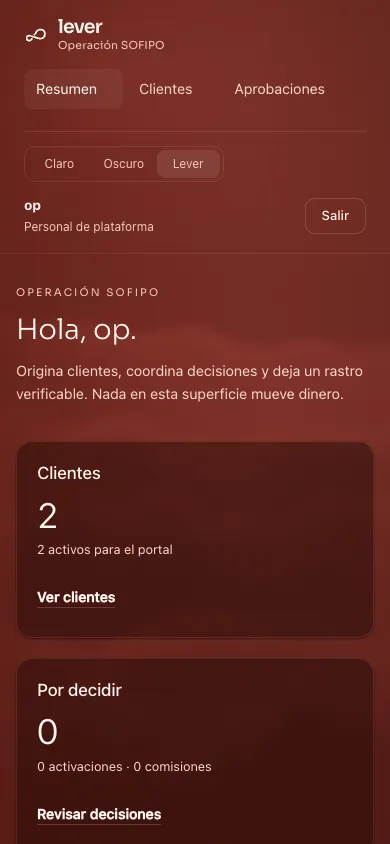 lever
Operación SOFIPO
Resumen
Clientes
Aprobaciones
Claro
Oscuro
Lever
op
Personal de plataforma
Salir
OPERACIÓN SOFIPO
Hola, op.
Origina clientes, coordina decisiones y deja un rastro
verificable. Nada en esta superficie mueve dinero.
Clientes
2
2 activos para el portal
Ver clientes
Por decidir
0
0 activaciones · 0 comisiones
Revisar decisiones